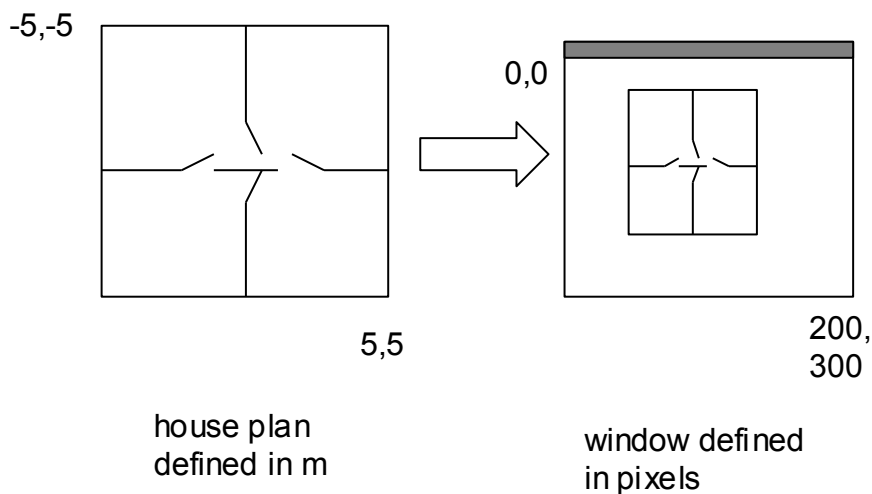 -5,-5
0,0
5,5
200,
300
house plan
defined in m
window defined
in pixels